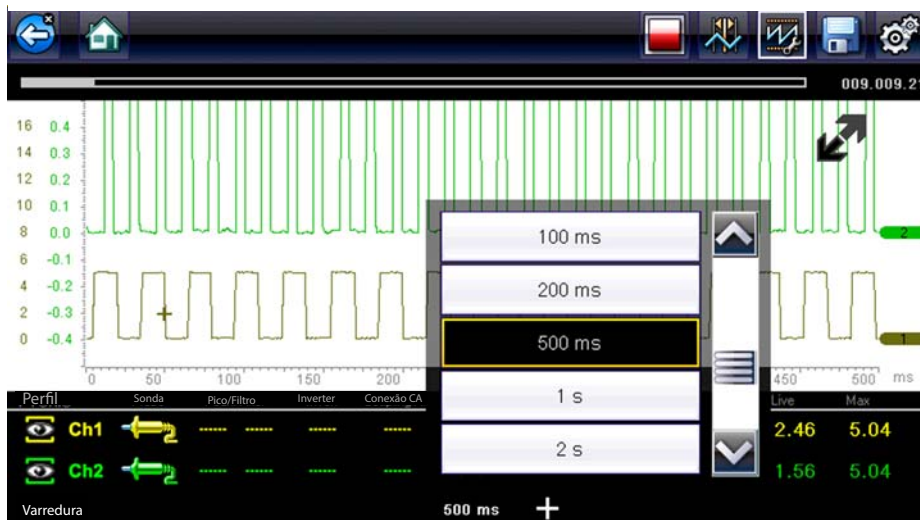 009.009.21
16 0.4
14 0.3
12 0.2
10 0.1
8 0.0
6 -0.1
4 -0.2
2 -0.3
0 -0.4
2
1
100 ms
200 ms
500 ms
1 s
2 s
0 50 100 150 200 450 500 ms
Perfil Sonda Pico/Filtro Inverter Conexão CA Live Max
Ch1 ------ ------ ------ ------ 2.46 5.04
Ch2 ------ ------ ------ ------ 1.56 5.04
Varredura 500 ms +